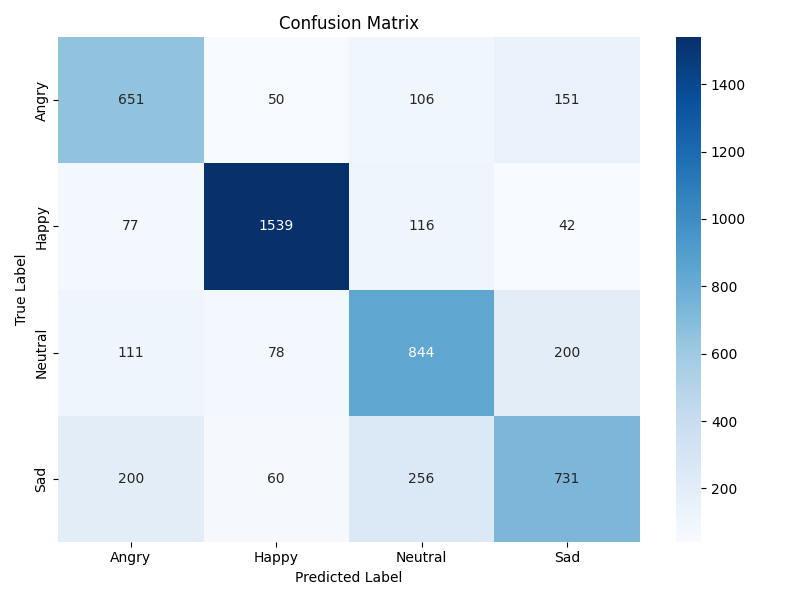 Confusion Matrix
True Label
Angry 651 50 106 151
Happy 77 1539 116 42
Neutral 111 78 844 200
Sad 200 60 256 731
Angry Happy Neutral Sad
Predicted Label
1400
1200
1000
800
600
400
200